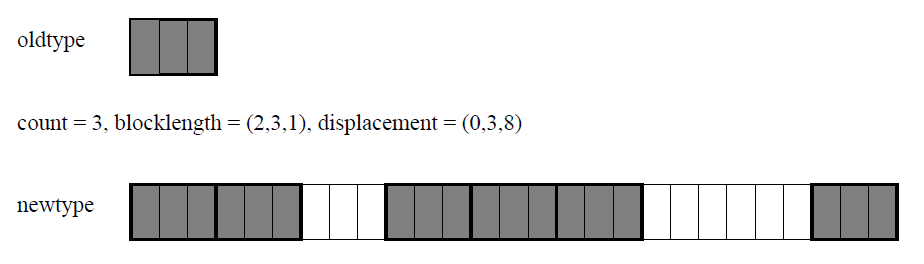 oldtype
count = 3, blocklength = (2,3,1), displacement = (0,3,8)
newtype